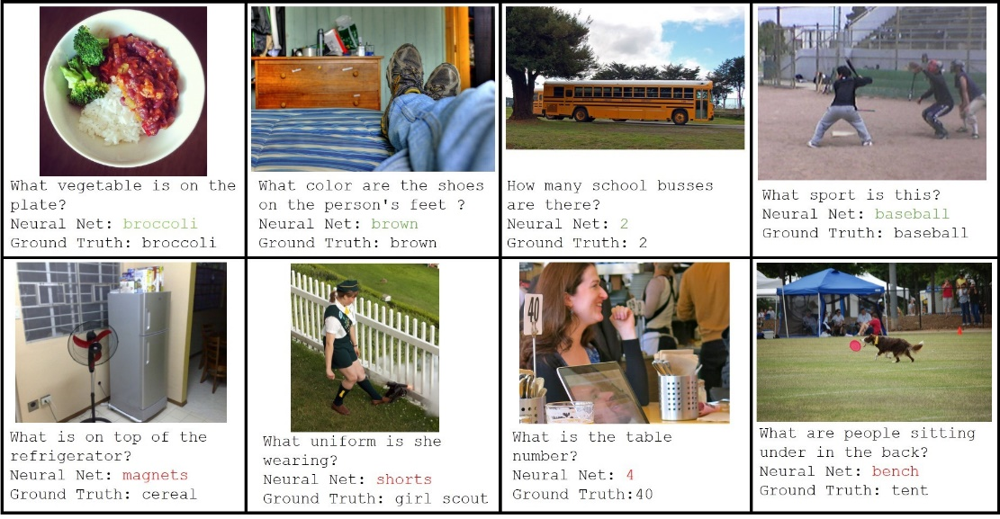 What vegetable is on the
plate?
Neural Net: broccoli
Ground Truth: broccoli
What color are the shoes
on the person's feet ?
Neural Net: brown
Ground Truth: brown
How many school busses
are there?
Neural Net: 2
Ground Truth: 2
What sport is this?
Neural Net: baseball
Ground Truth: baseball
What is on top of the
refrigerator?
Neural Net: magnets
Ground Truth: cereal
What uniform is she
wearing?
Neural Net: shorts
Ground Truth: girl scout
40
What is the table
number?
Neural Net: 4
Ground Truth:40
What are people sitting
under in the back?
Neural Net: bench
Ground Truth: tent